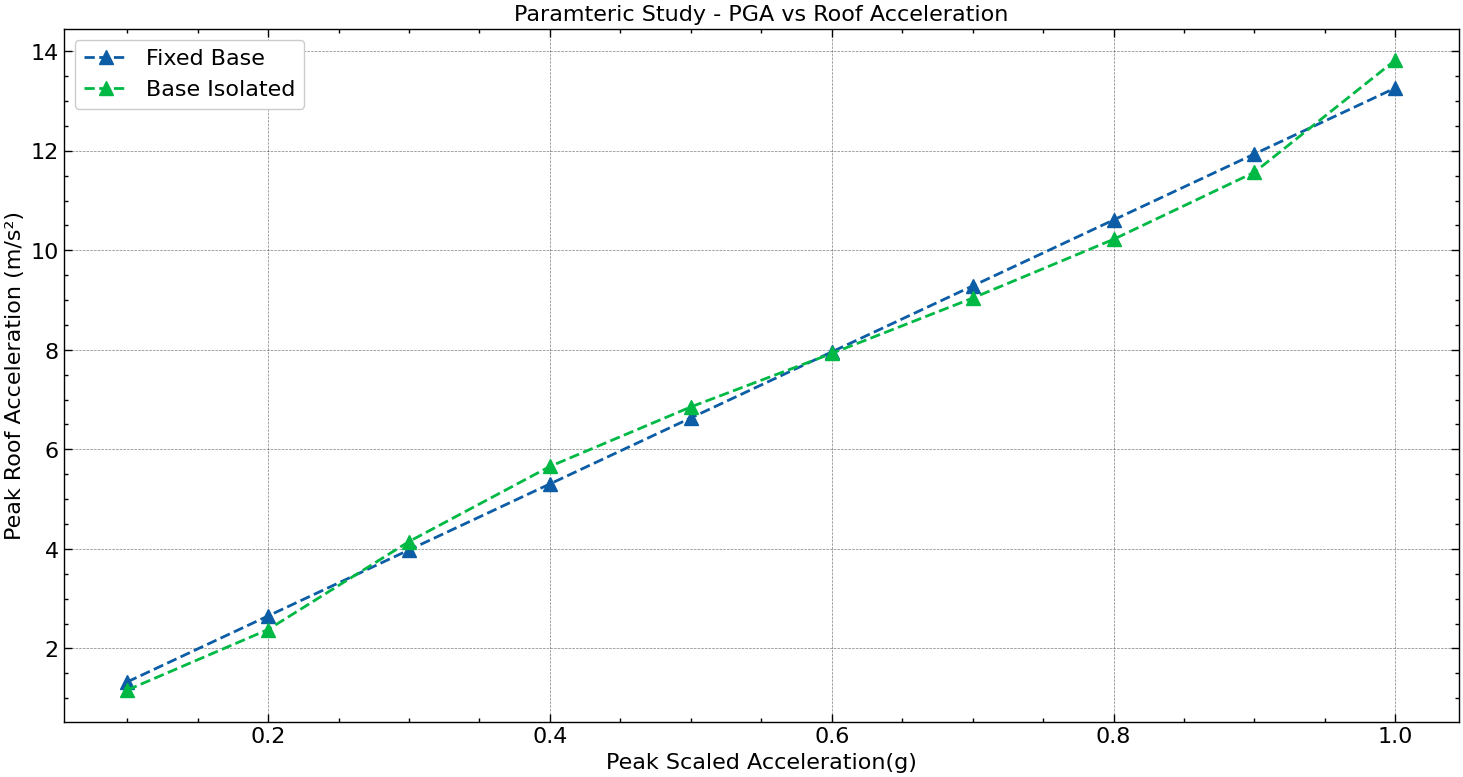 Paramteric Study - PGA vs Roof Acceleration
Fixed Base
Base Isolated
Peak Roof Acceleration (m/s²)
14
12
10
8
6
4
2
0.2
0.4
0.6
0.8
1.0
Peak Scaled Acceleration(g)